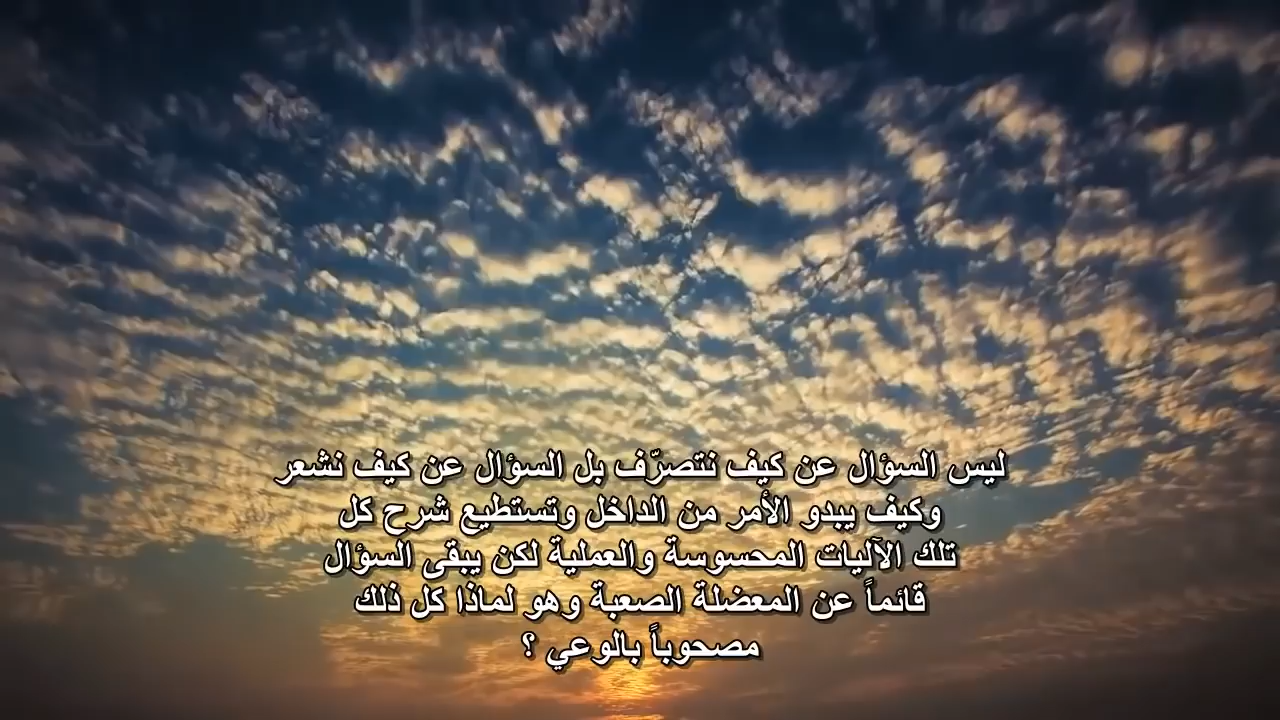 ليس السؤال عن كيف نتصرّف بل السؤال عن كيف نشعر
وكيف يبدو الأمر من الداخل وتستطيع شرح كل
تلك الآليات المحسوسة والعملية لكن يبقى السؤال
قائماً عن المعضلة الصعبة وهو لماذا كل ذلك
مصحوباً بالوعي ؟